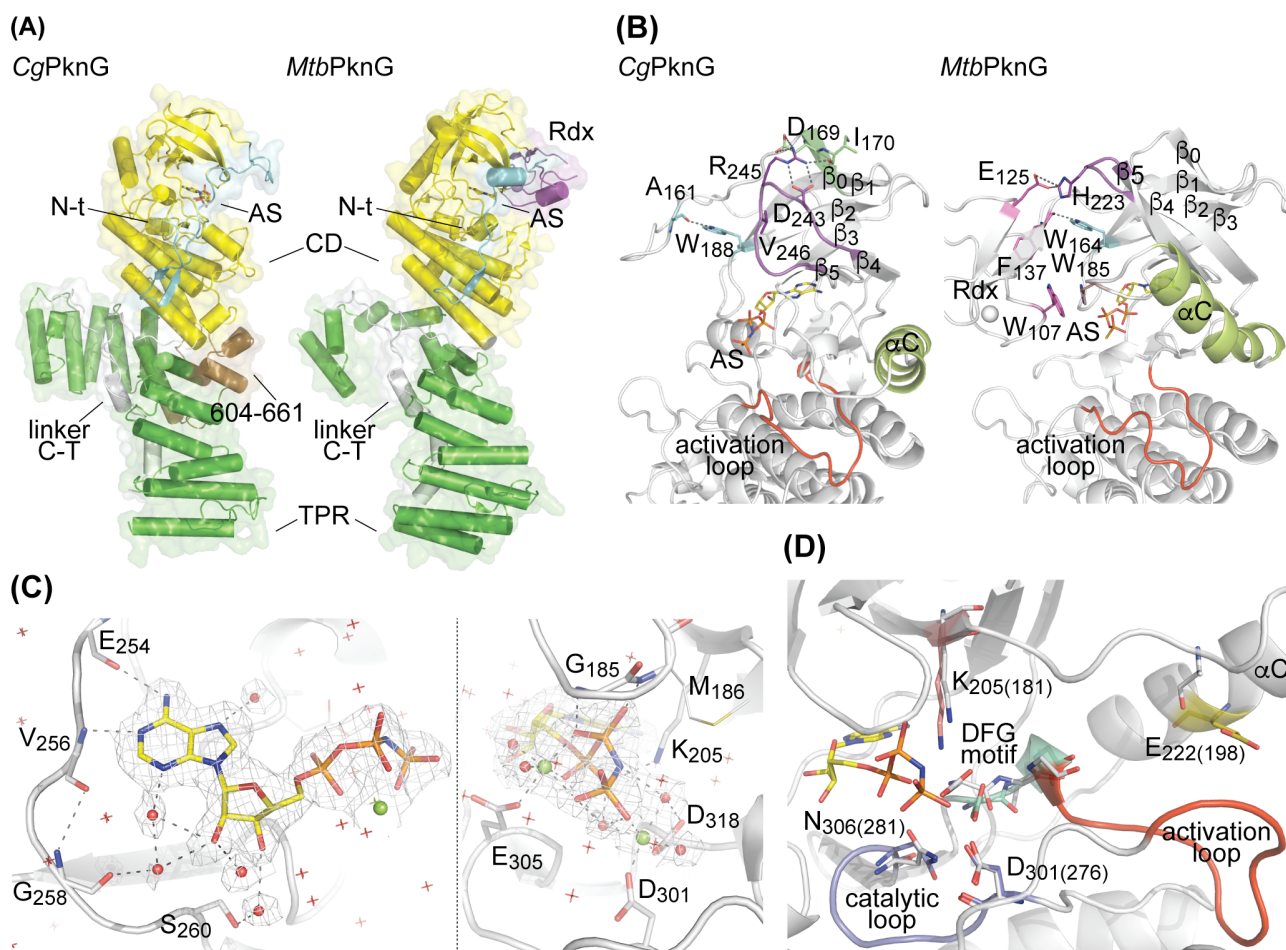 (A)
CgPknG
MtbPknG
Rdx
N-t
AS
N-t
AS
CD
604-661
linker
C-T
linker
C-T
TPR
(B)
CgPknG
MtbPknG
D169
I170
R245
β0
β1
A161
β2
D243
β3
W188
V246
β4
β5
AS
αC
activation
loop
β0
E125
β5
β1
H223
β4
β2
β3
W164
F137
W185
Rdx
αC
W107
AS
activation
loop
(C)
E254
V256
G258
S260
G185
M186
K205
D318
E305
D301
(D)
αC
K205(181)
DFG
motif
E222(198)
N306(281)
activation
loop
D301(276)
catalytic
loop